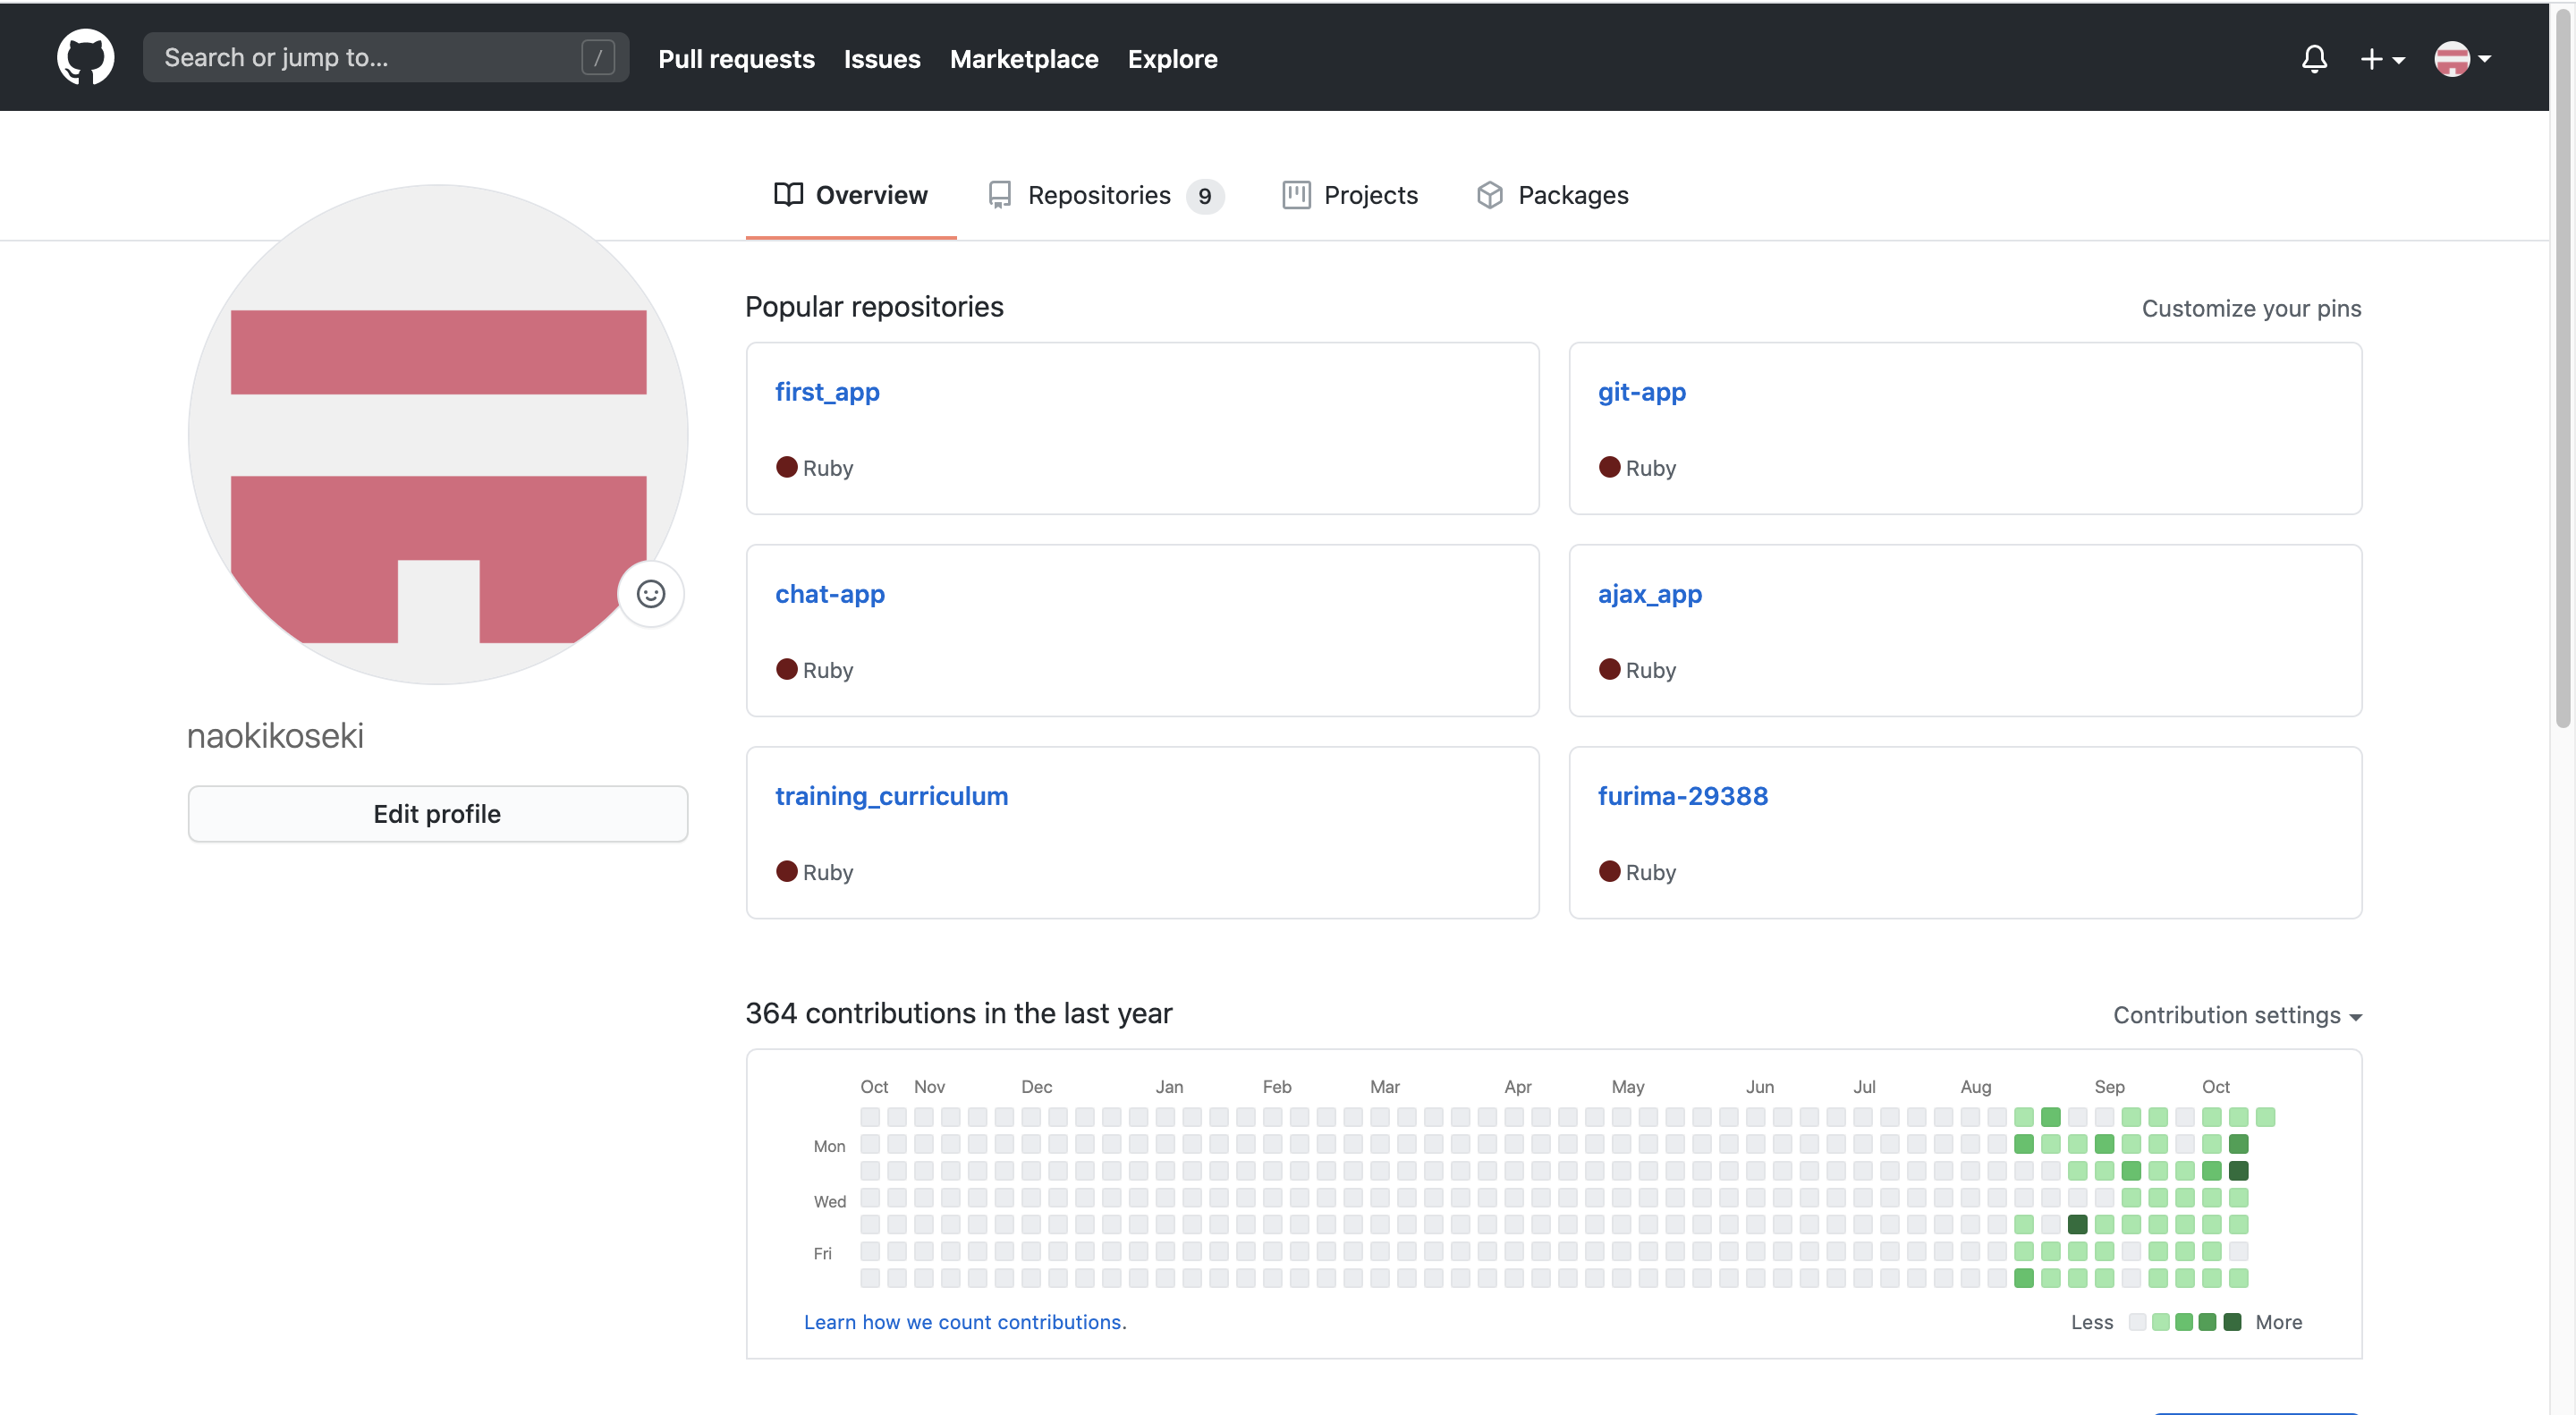 Search or jump to... /
Pull requests Issues Marketplace Explore
Overview Repositories 9 Projects Packages
Popular repositories
Customize your pins
first_app
Ruby
git-app
Ruby
chat-app
Ruby
ajax_app
Ruby
training_curriculum
Ruby
furima-29388
Ruby
naokikoseki
Edit profile
364 contributions in the last year
Contribution settings
Oct Nov Dec Jan Feb Mar Apr May Jun Jul Aug Sep Oct
Mon
Wed
Fri
Learn how we count contributions.
Less More